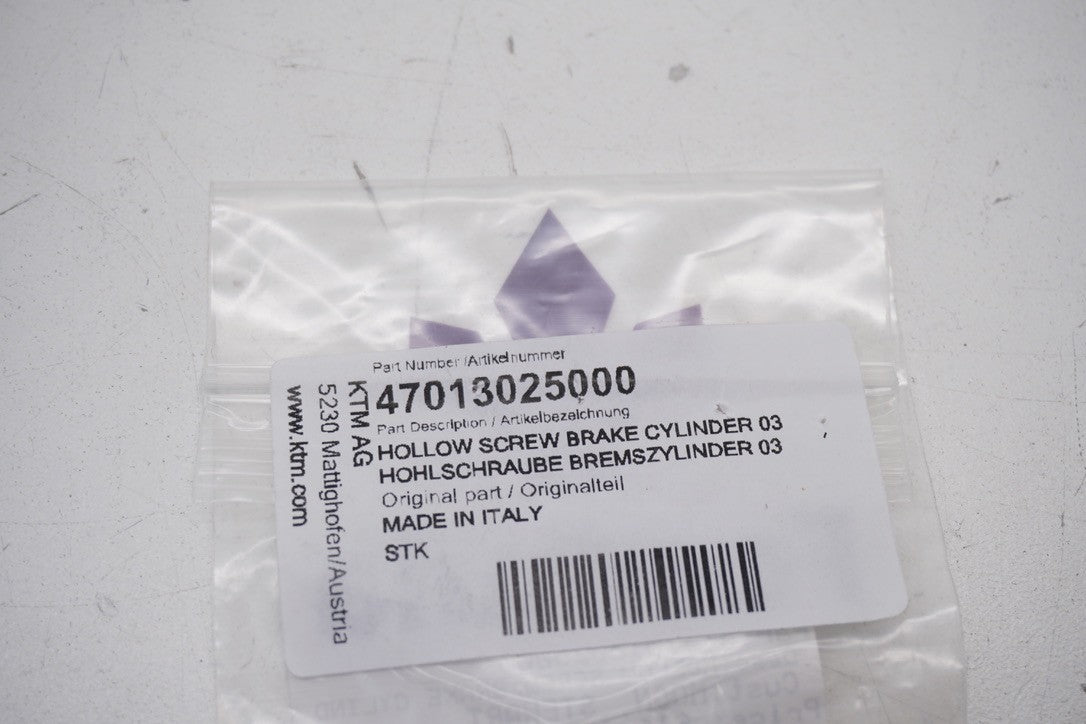 Part Number /Artikelnummer
47013025000
Part Description / Artikelbezeichnung
HOLLOW SCREW BRAKE CYLINDER 03
HOHLSCHRAUBE BREMSZYLINDER 03
Original part / Originalteil
MADE IN ITALY
STK
KTM AG
5230 Mattighofen/Austria
www.ktm.com